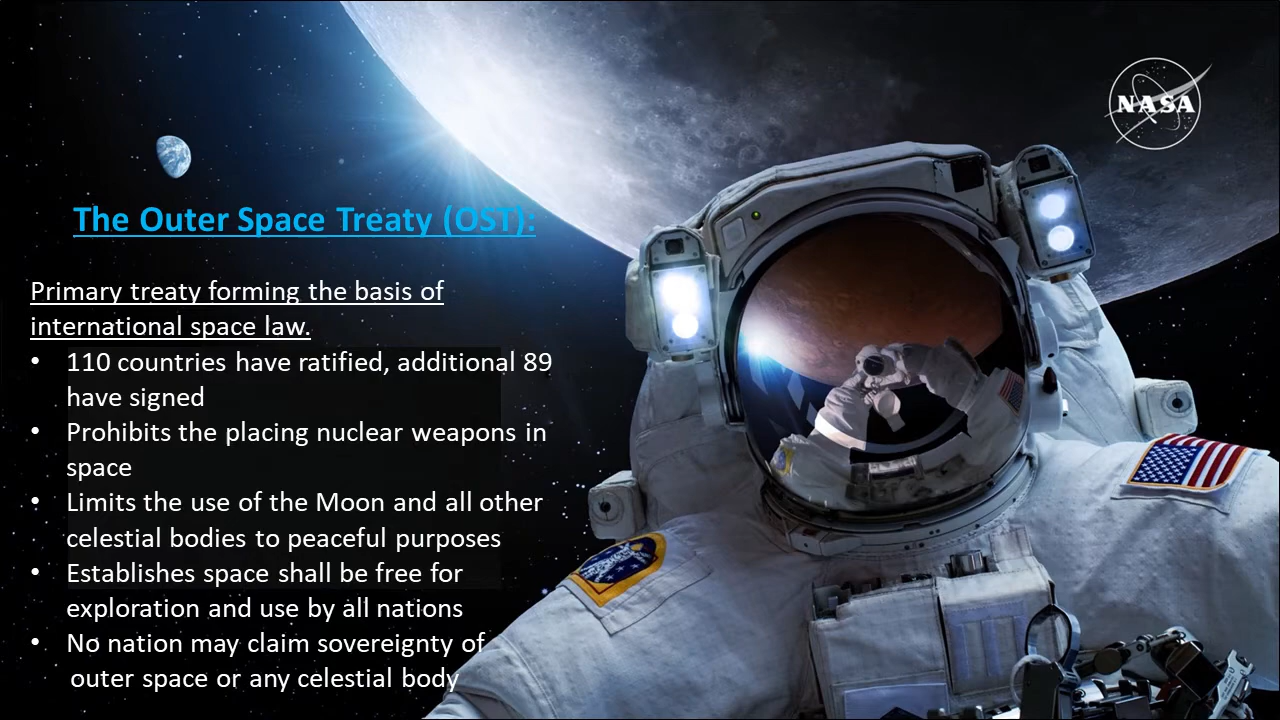 NASA
The Outer Space Treaty (OST):
Primary treaty forming the basis of
international space law.
• 110 countries have ratified, additional 89
have signed
• Prohibits the placing nuclear weapons in
space
• Limits the use of the Moon and all other
celestial bodies to peaceful purposes
• Establishes space shall be free for
exploration and use by all nations
• No nation may claim sovereignty of
outer space or any celestial body